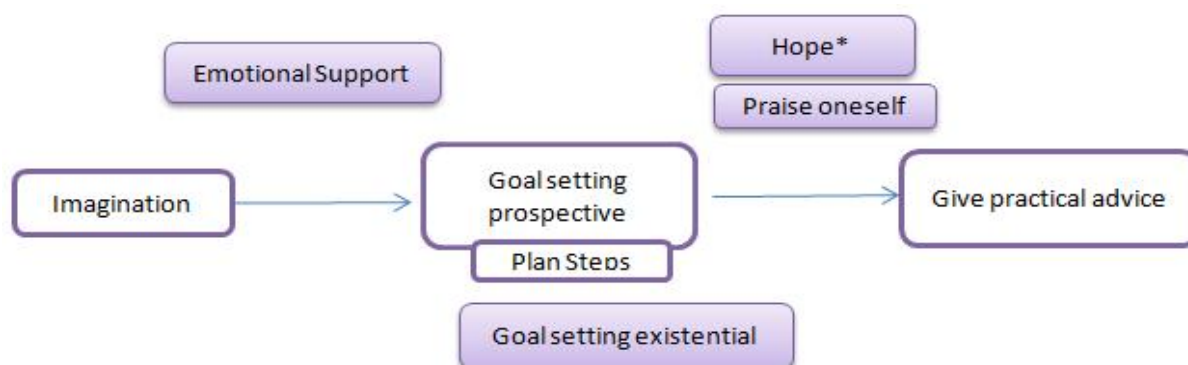 Hope*
Emotional Support
Praise oneself
Imagination
Goal setting
prospective
Give practical advice
Plan Steps
Goal setting existential